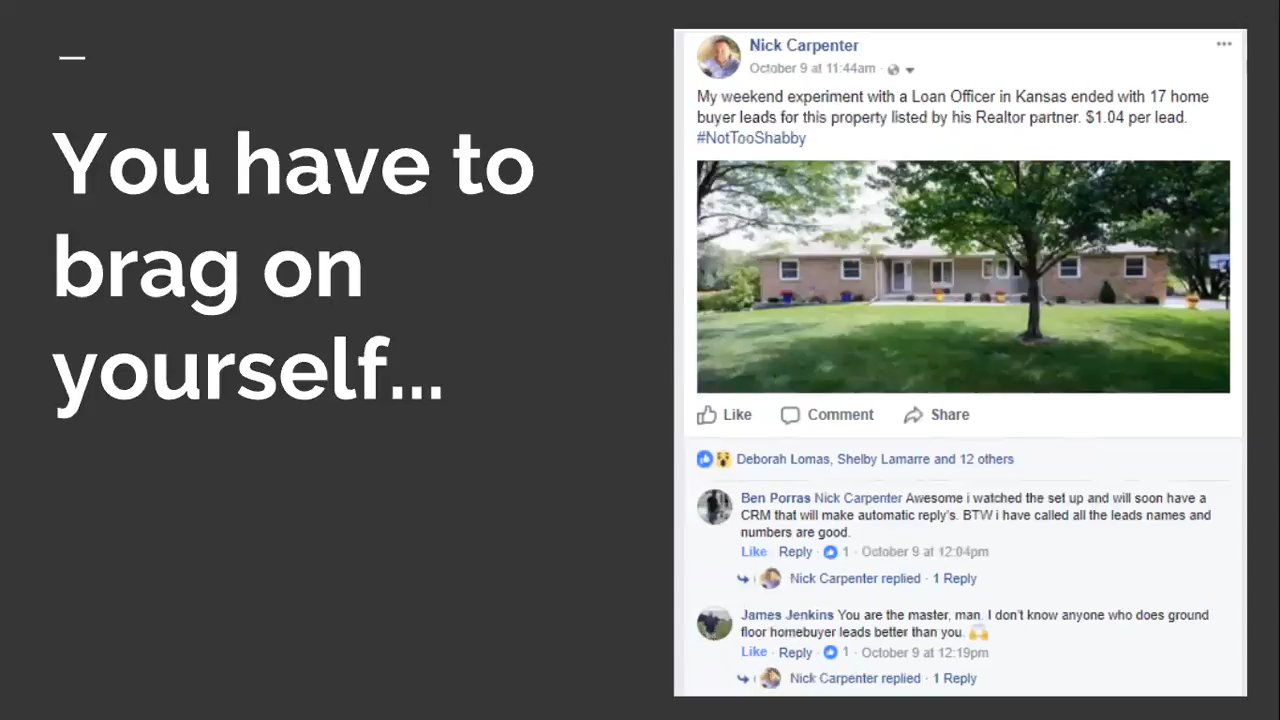 You have to
brag on
yourself...
Nick Carpenter
October 9 at 11:44am
My weekend experiment with a Loan Officer in Kansas ended with 17 home
buyer leads for this property listed by his Realtor partner. $1.04 per lead.
#NotTooShabby
Like Comment Share
Deborah Lomas, Shelby Lamarre and 12 others
Ben Porras Nick Carpenter Awesome i watched the set up and will soon have a
CRM that will make automatic reply's. BTW i have called all the leads names and
numbers are good.
Like · Reply · 1 · October 9 at 12:04pm
Nick Carpenter replied · 1 Reply
James Jenkins You are the master, man. I don't know anyone who does ground
floor homebuyer leads better than you.
Like · Reply · 1 · October 9 at 12:19pm
Nick Carpenter replied · 1 Reply